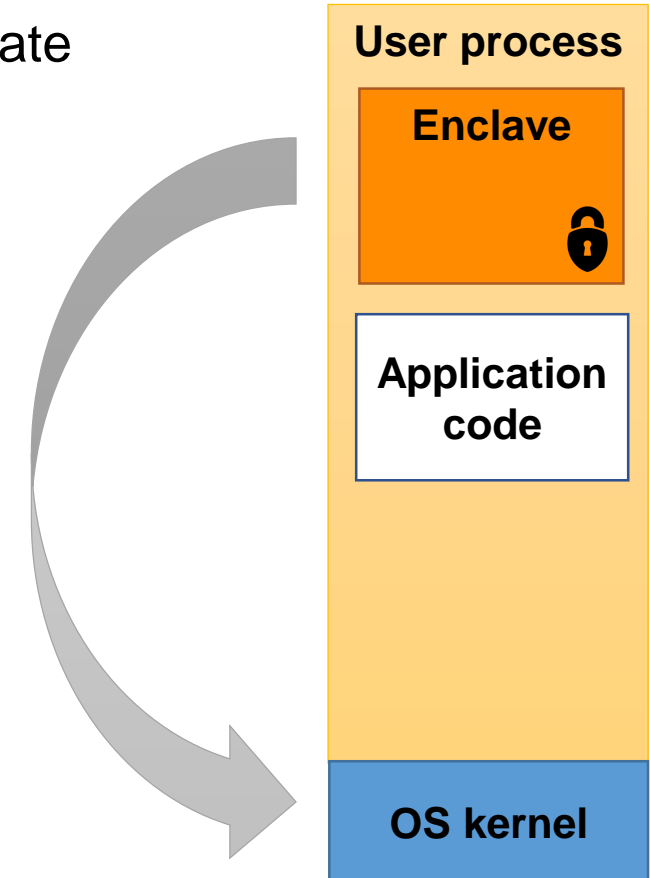 ate
User process
Enclave
Application
code
OS kernel